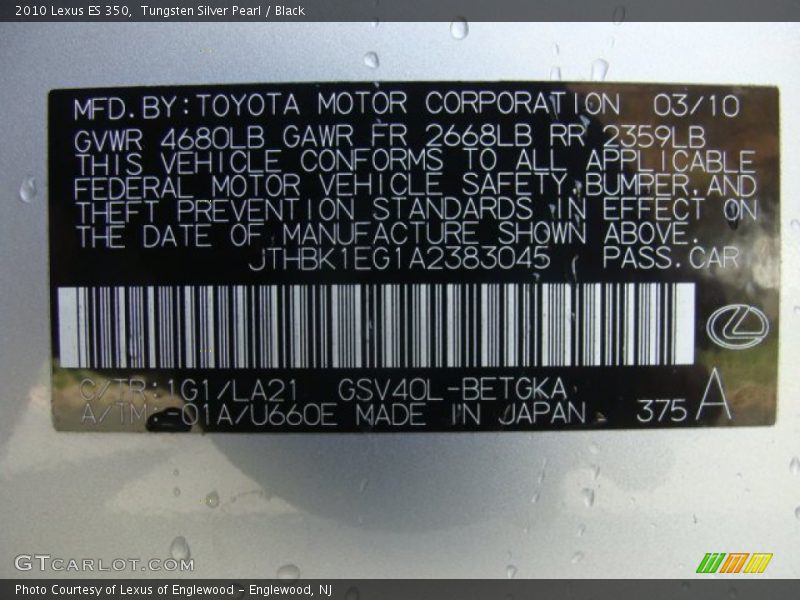 2010 Lexus ES 350,  Tungsten Silver Pearl / Black
MFD.BY:TOYOTA MOTOR CORPORATION 03/10
GVWR 4680LB GAWR FR 2668LB RR 2359LB
THIS VEHICLE CONFORMS TO ALL APPLICABLE
FEDERAL MOTOR VEHICLE SAFETY,BUMPER,AND
THEFT PREVENTION STANDARDS IN EFFECT ON
THE DATE OF MANUFACTURE SHOWN ABOVE.
JTHBK1EG1A2383045 PASS.CAR
C/TR:1G1/LA21 GSV40L-BETGKA
A/TM:-01A/U660E MADE IN JAPAN 375 A
GTCARLOT.COM
Photo Courtesy of Lexus of Englewood - Englewood, NJ